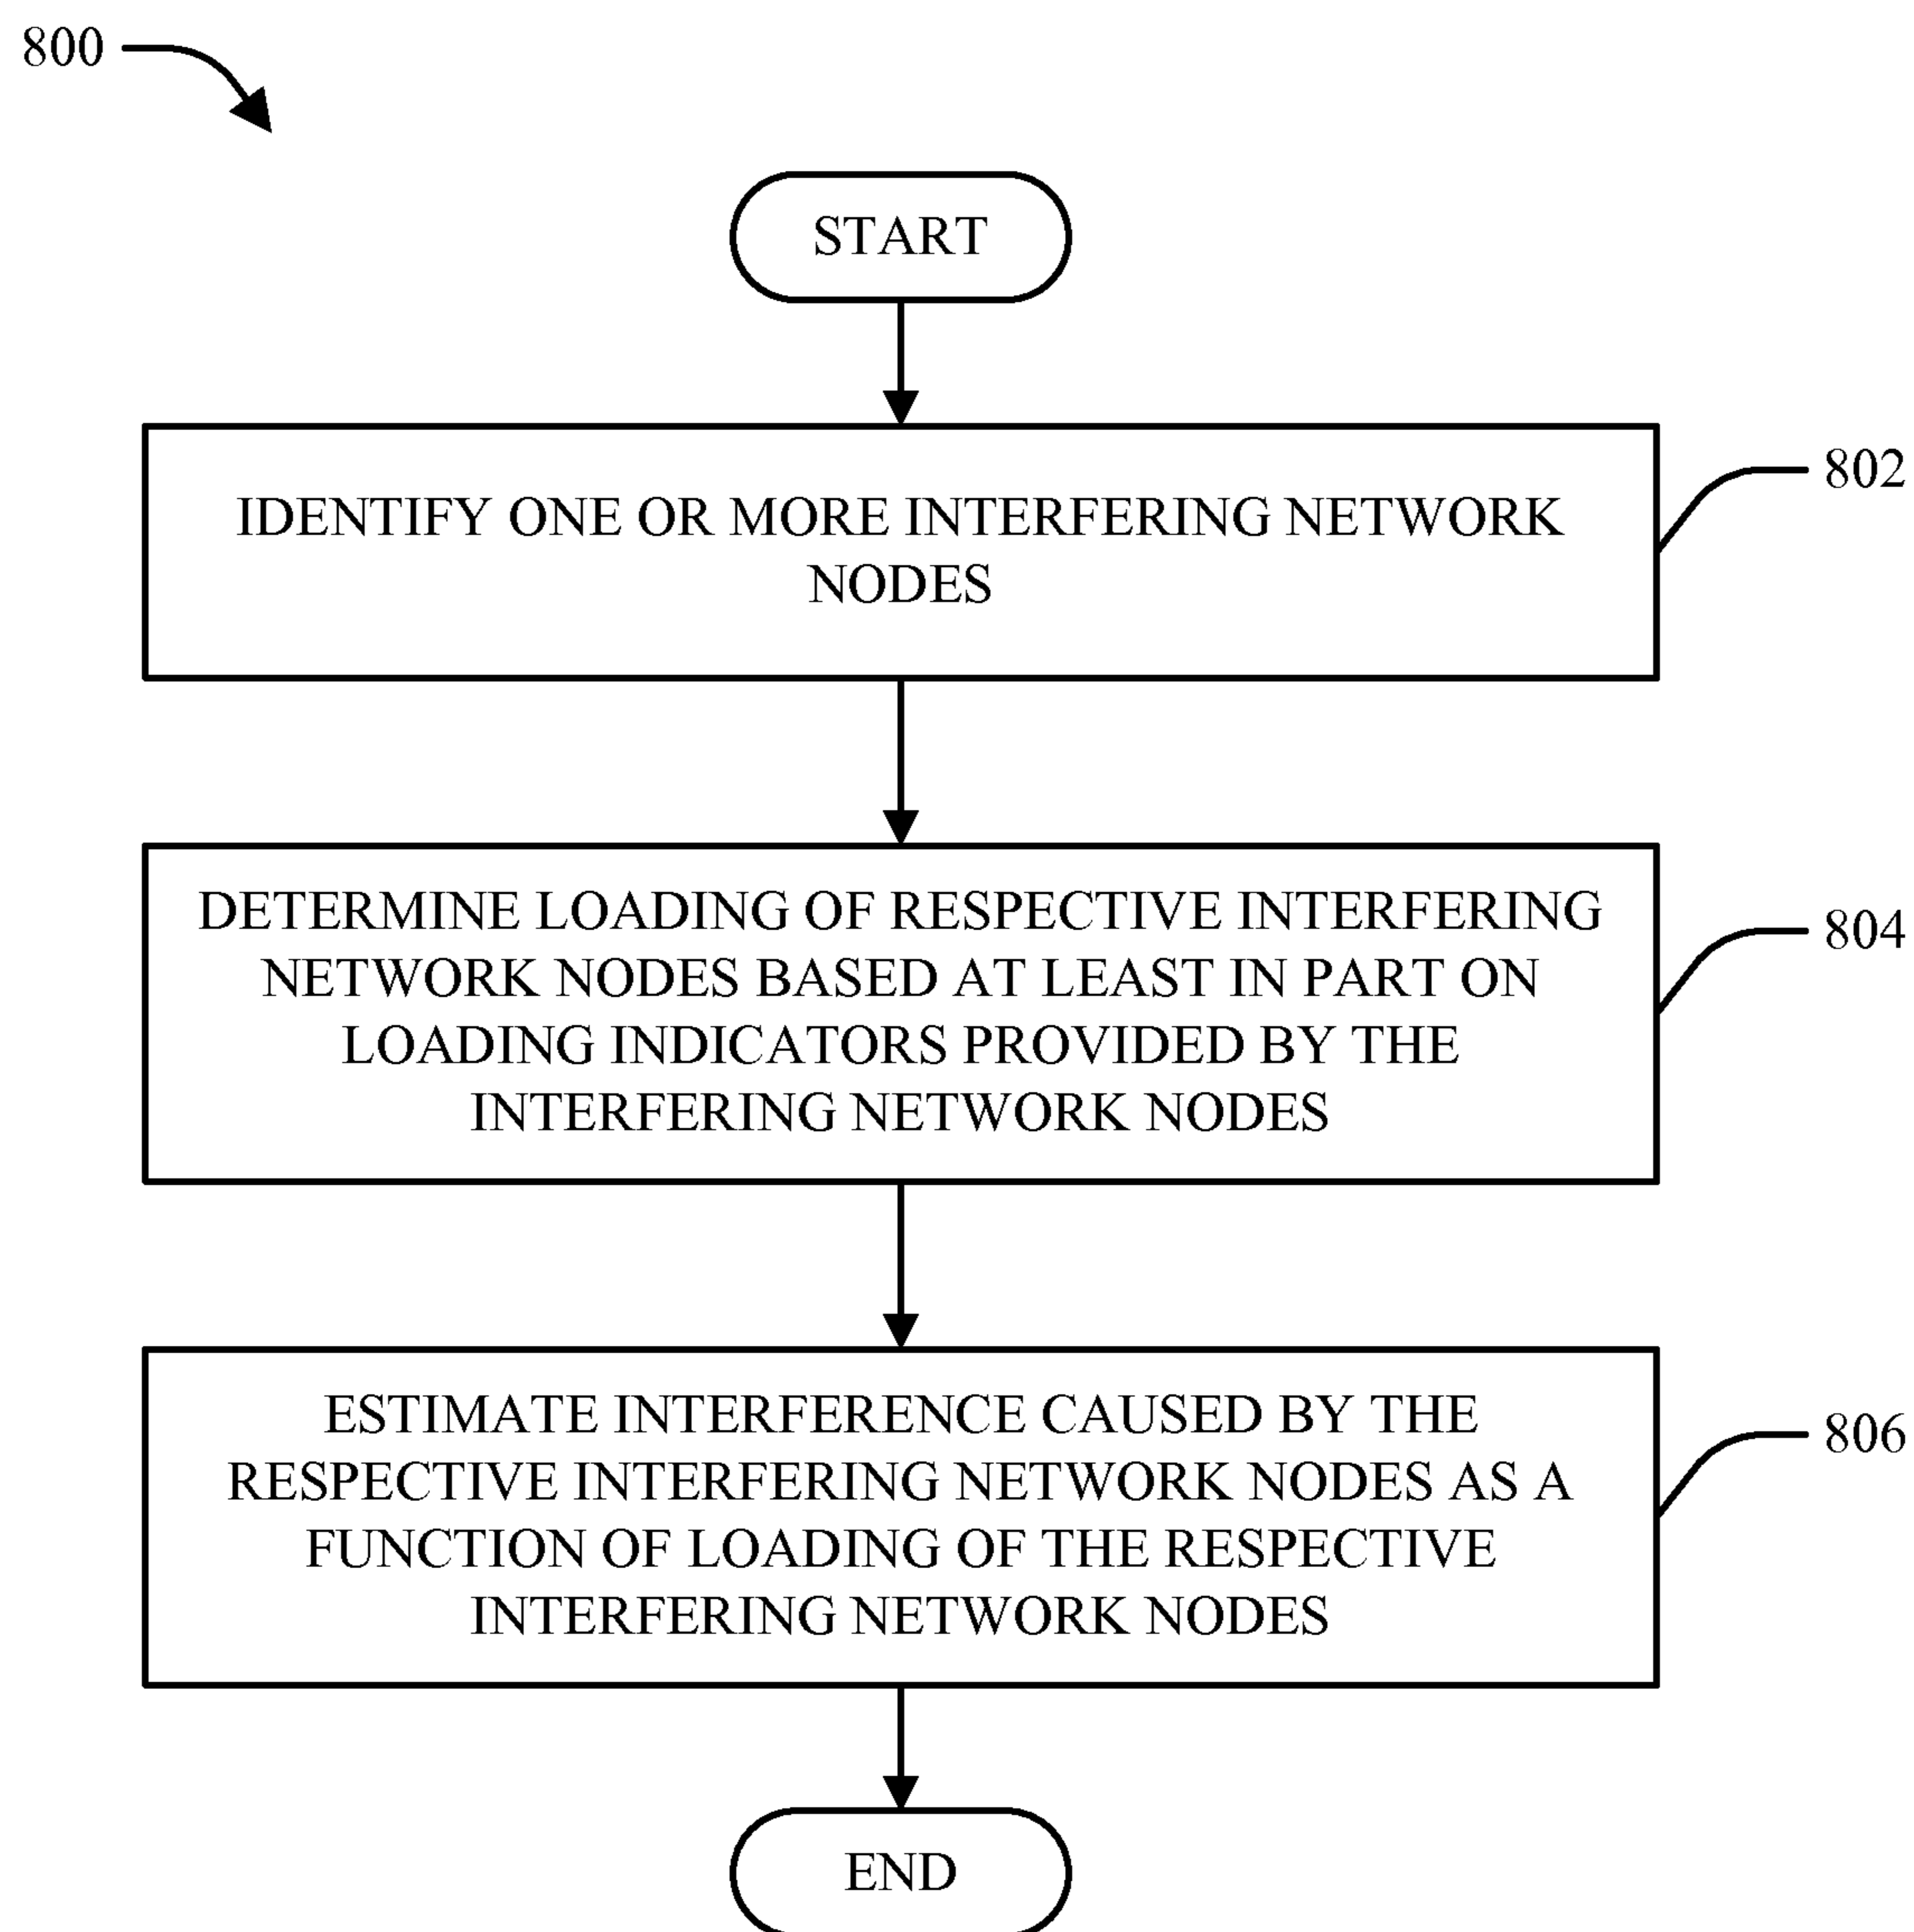 800
START
IDENTIFY ONE OR MORE INTERFERING NETWORK
NODES
802
DETERMINE LOADING OF RESPECTIVE INTERFERING
NETWORK NODES BASED AT LEAST IN PART ON
LOADING INDICATORS PROVIDED BY THE
INTERFERING NETWORK NODES
804
ESTIMATE INTERFERENCE CAUSED BY THE
RESPECTIVE INTERFERING NETWORK NODES AS A
FUNCTION OF LOADING OF THE RESPECTIVE
INTERFERING NETWORK NODES
806
END